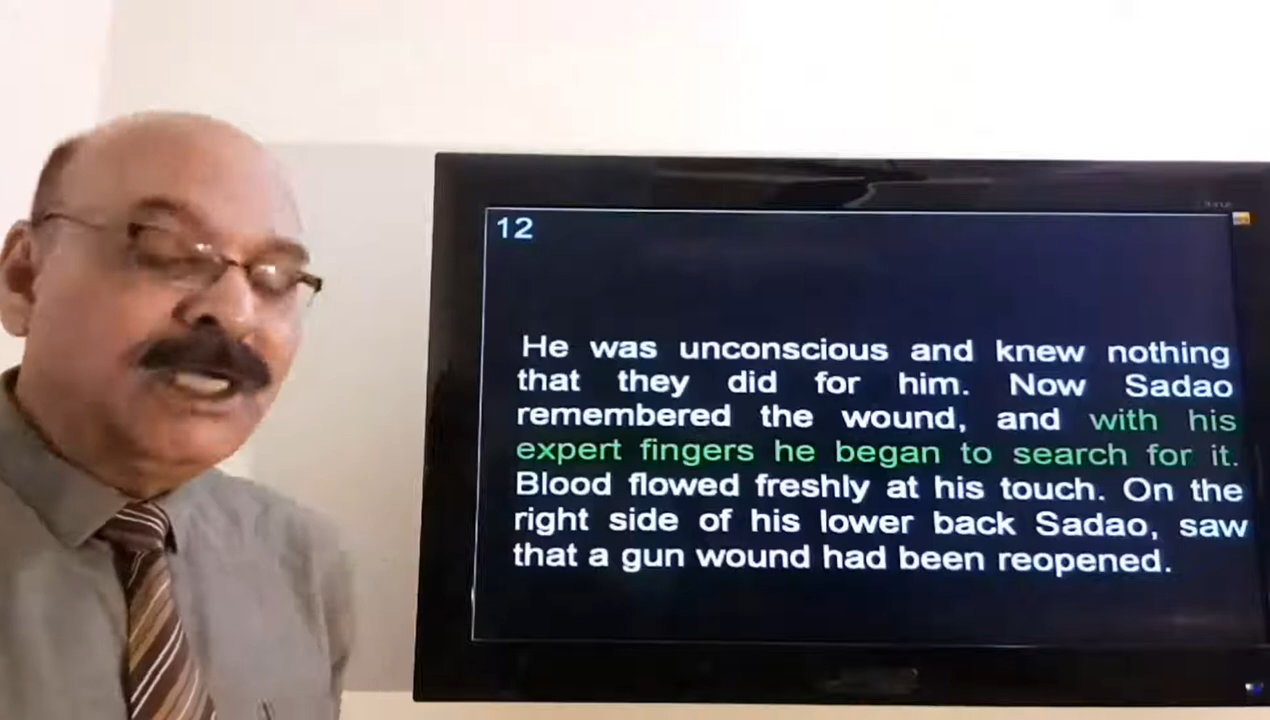 12
He was unconscious and knew nothing
that they did for him. Now Sadao
remembered the wound, and with his
expert fingers he began to search for it.
Blood flowed freshly at his touch. On the
right side of his lower back Sadao, saw
that a gun wound had been reopened.